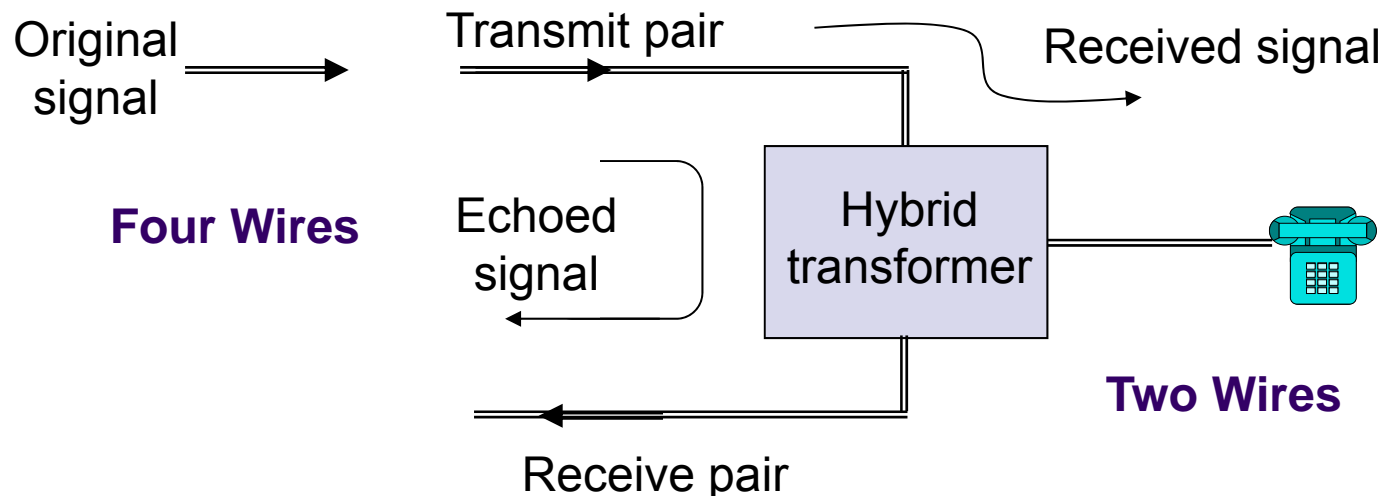 Original
signal
Transmit pair
Received signal
Four Wires
Echoed
signal
Hybrid
transformer
Two Wires
Receive pair